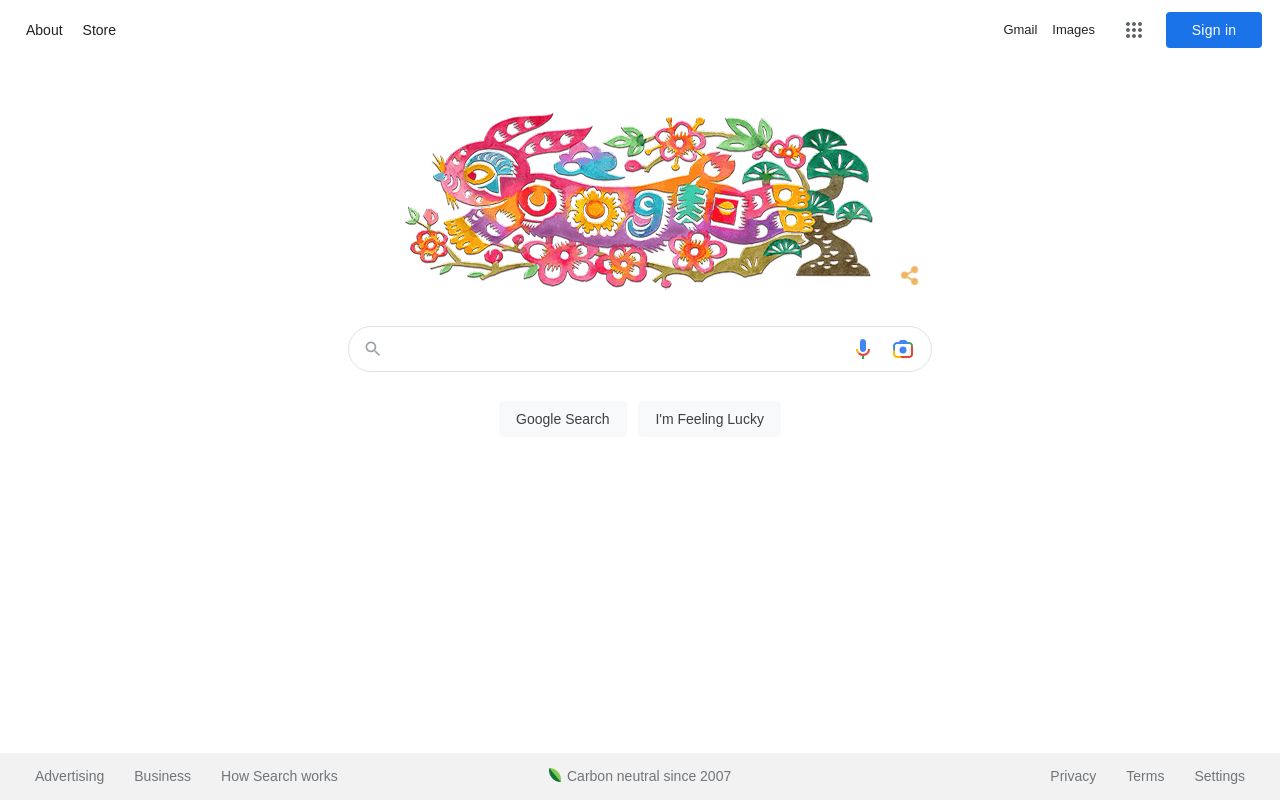 About Store
Gmail Images Sign in
Google Search I'm Feeling Lucky
Advertising Business How Search works
Carbon neutral since 2007
Privacy Terms Settings